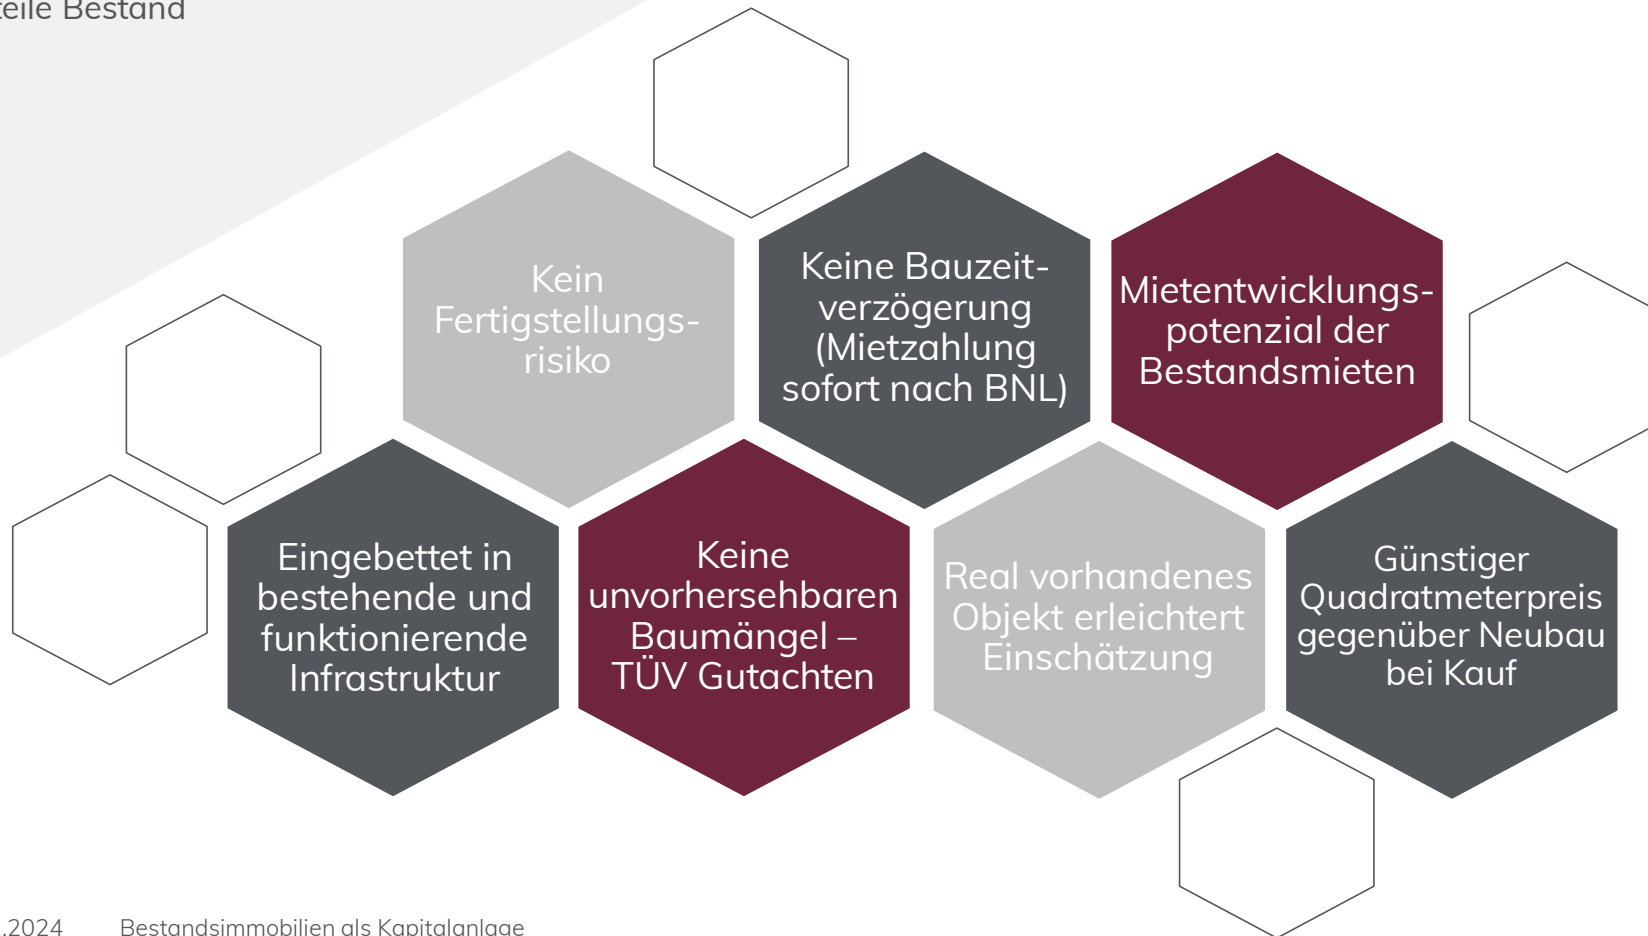 Bestand
Kein
Fertigstellungs-
risiko
Keine Bauzeit-
verzögerung
(Mietzahlung
sofort nach BNL)
Mietentwicklungs-
potenzial der
Bestandsmieten
Eingebettet in
bestehende und
funktionierende
Infrastruktur
Keine
unvorhersehbaren
Baumängel –
TÜV Gutachten
Real vorhandenes
Objekt erleichtert
Einschätzung
Günstiger
Quadratmeterpreis
gegenüber Neubau
bei Kauf
.2024
Bestandsimmobilien als Kapitalanlage